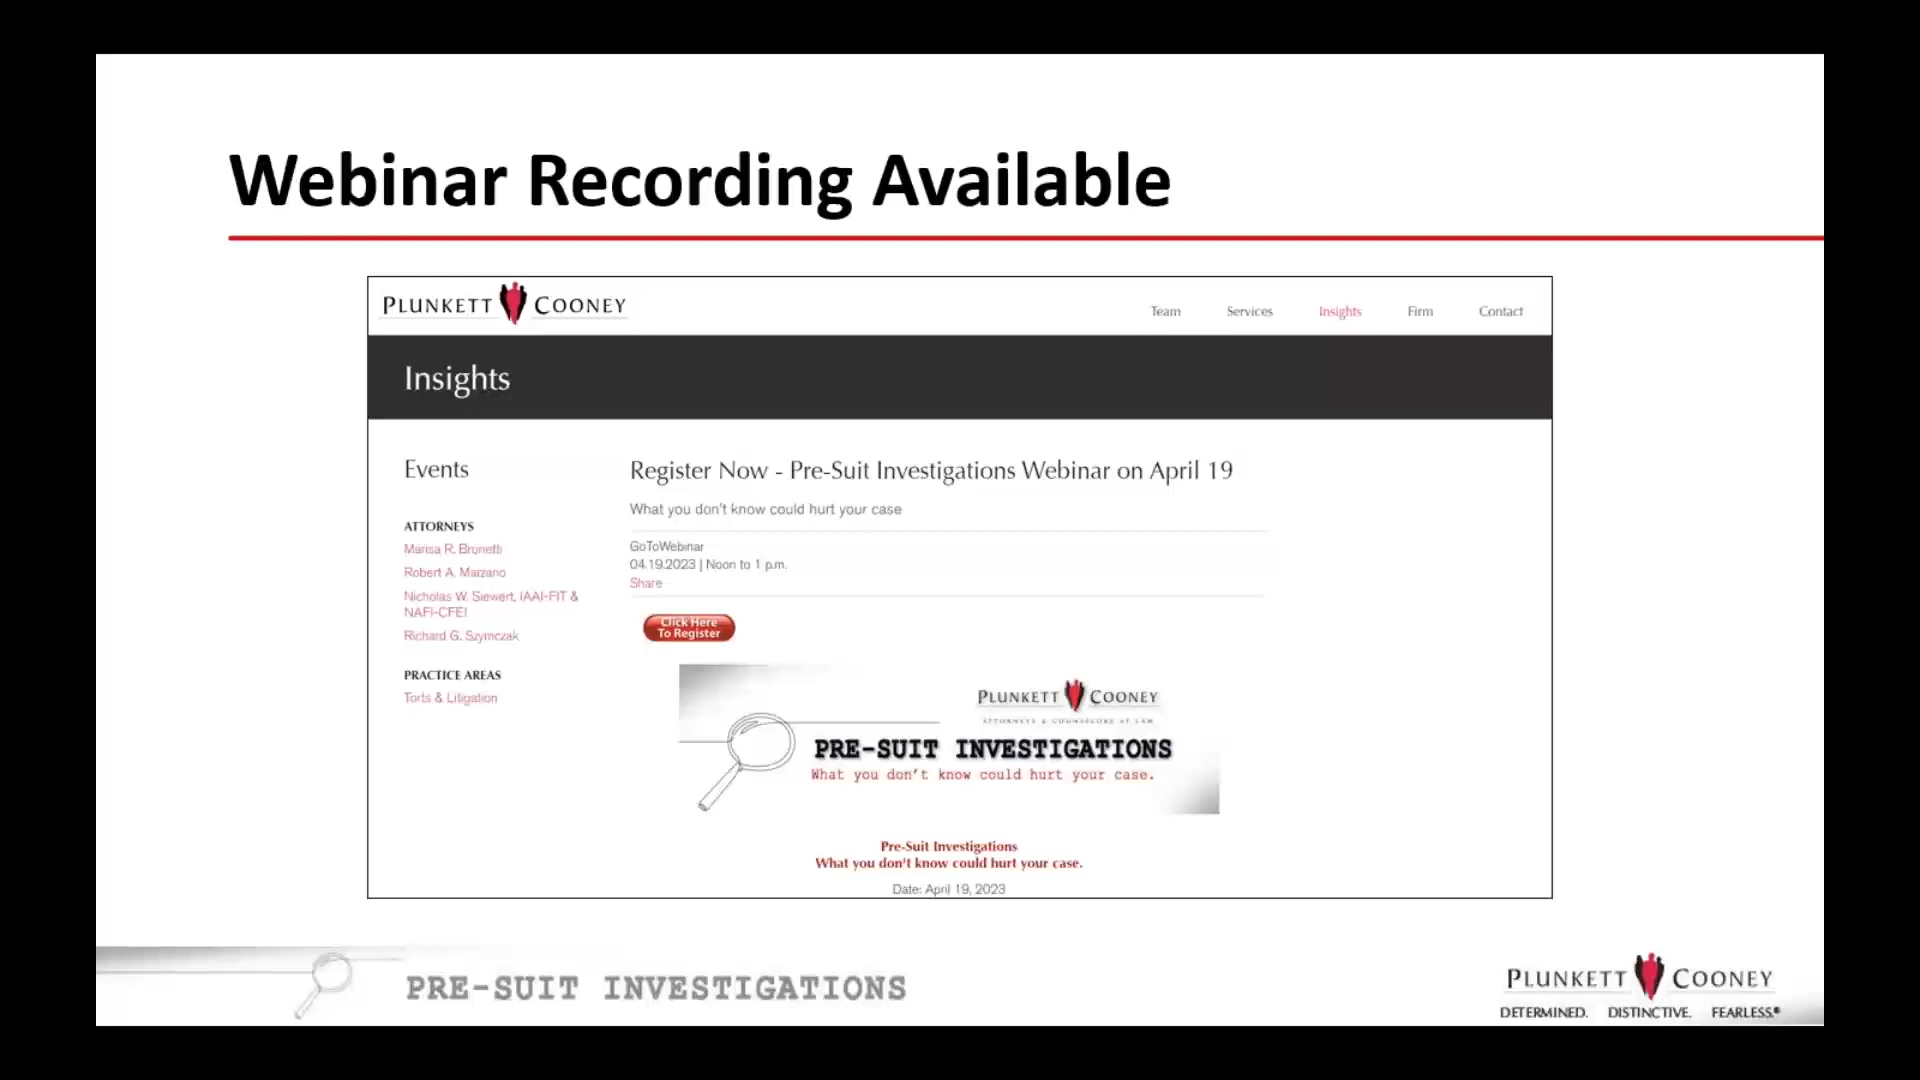 Webinar Recording Available
PLUNKETT COONEY
Team Services Insights Firm Contact
Insights
Events
ATTORNEYS
Marisa R. Brunetti
Robert A. Marzano
Nicholas W. Siewert, IAAI-FIT &
NAFI-CFEI
Richard G. Szymczak
PRACTICE AREAS
Torts & Litigation
Register Now - Pre-Suit Investigations Webinar on April 19
What you don't know could hurt your case
GoToWebinar
04.19.2023 | Noon to 1 p.m.
Share
Click Here
To Register
PLUNKETT COONEY
ATTORNEYS & COUNSELORS AT LAW
PRE-SUIT INVESTIGATIONS
What you don't know could hurt your case.
Pre-Suit Investigations
What you don't know could hurt your case.
Date: April 19, 2023
PRE-SUIT INVESTIGATIONS
PLUNKETT COONEY
DETERMINED. DISTINCTIVE. FEARLESS.®